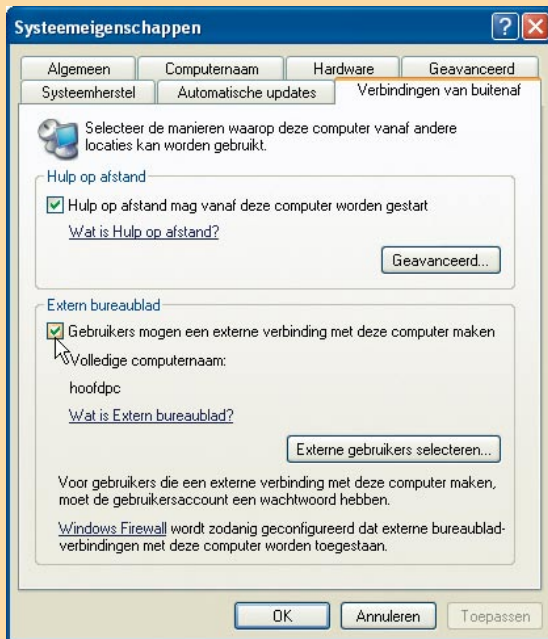 Systeemeigenschappen
Algemeen Computernaam Hardware Geavanceerd
Systeemherstel Automatische updates Verbindingen van buitenaf
Selecteer de manieren waarop deze computer vanaf andere
locaties kan worden gebruikt.
Hulp op afstand
Hulp op afstand mag vanaf deze computer worden gestart
Wat is Hulp op afstand?
Geavanceerd...
Extern bureaublad
Gebruikers mogen een externe verbinding met deze computer maken
Volledige computernaam:
hoofdpc
Wat is Extern bureaublad?
Externe gebruikers selecteren...
Voor gebruikers die een externe verbinding met deze computer maken,
moet de gebruikersaccount een wachtwoord hebben.
Windows Firewall wordt zodanig geconfigureerd dat externe bureaublad-
verbindingen met deze computer worden toegestaan.
OK Annuleren Toepassen